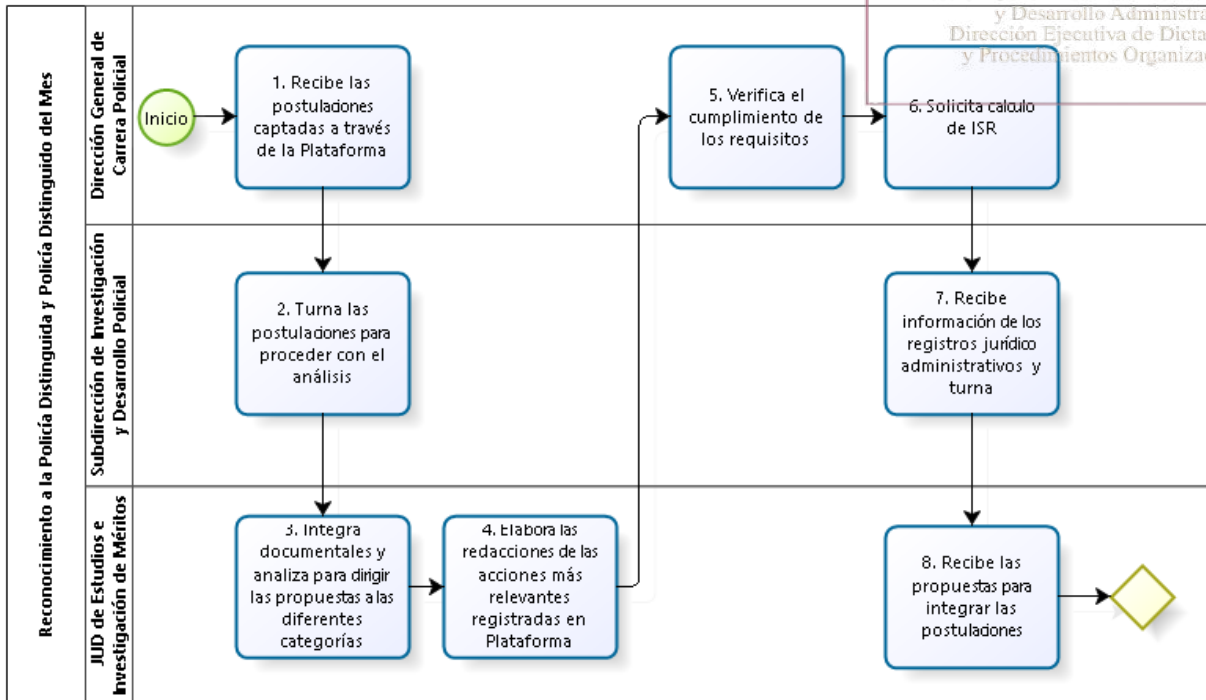 y Desarrollo Administra
Dirección Ejecutiva de Dicta
y Procedimientos Organiza
Reconocimiento a la Policía Distinguida y Policía Distinguido del Mes
Dirección General de
Carrera Policial
Inicio
1. Recibe las
postulaciones
captadas a través
de la Plataforma
5. Verifica el
cumplimiento de
los requisitos
6. Solicita calculo
de ISR
Subdirección de Investigación
y Desarrollo Policial
2. Turna las
postulaciones para
proceder con el
análisis
7. Recibe
información de los
registros jurídico
administrativos y
turna
JUD de Estudios e
Investigación de Méritos
3. Integra
documentales y
analiza para dirigir
las propuestas a las
diferentes
categorías
4. Elabora las
redacciones de las
acciones más
relevantes
registradas en
Plataforma
8. Recibe las
propuestas para
integrar las
postulaciones